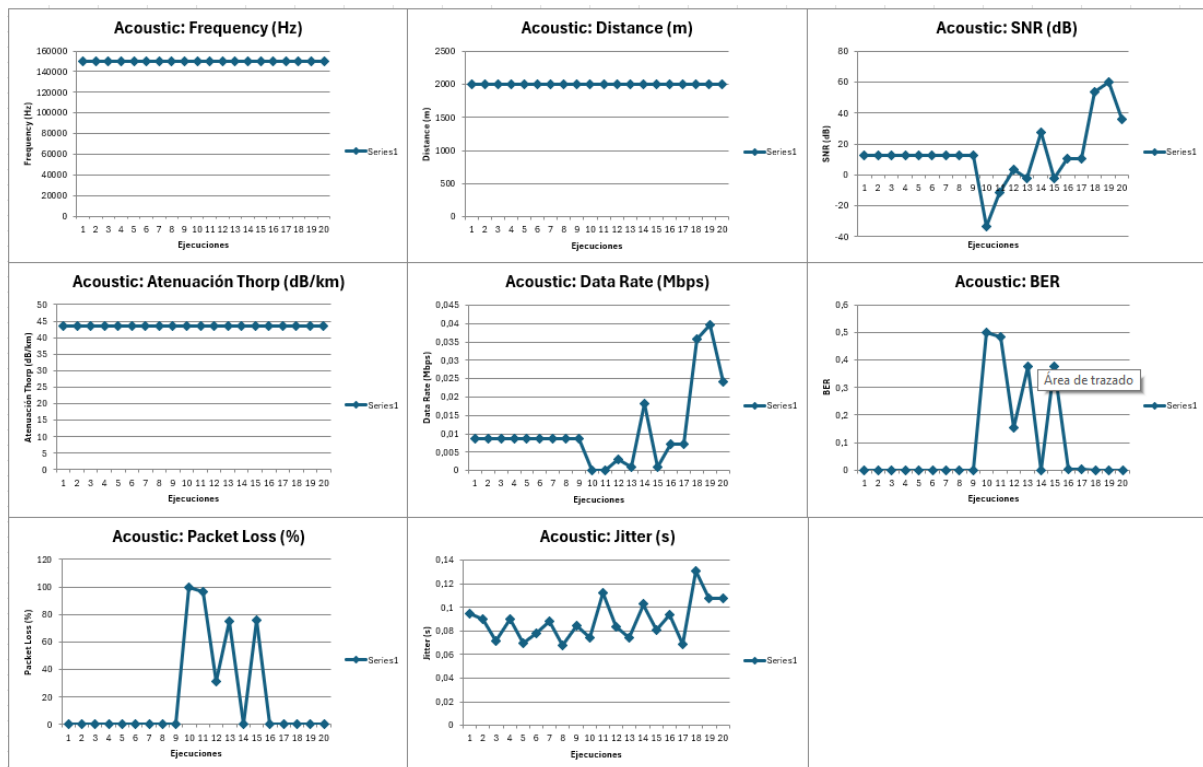 Acoustic: Frequency (Hz)
160000
140000
120000
100000
80000
60000
40000
20000
0
Frequency (Hz)
1 2 3 4 5 6 7 8 9 10 11 12 13 14 15 16 17 18 19 20
Ejecuciones
Series1
Acoustic: Distance (m)
2500
2000
1500
1000
500
0
Distance (m)
1 2 3 4 5 6 7 8 9 10 11 12 13 14 15 16 17 18 19 20
Ejecuciones
Series1
Acoustic: SNR (dB)
80
60
40
20
0
-20
-40
SNR (dB)
1 2 3 4 5 6 7 8 9 10 11 12 13 14 15 16 17 18 19 20
Ejecuciones
Series1
Acoustic: Atenuación Thorp (dB/km)
50
45
40
35
30
25
20
15
10
5
0
Atenuación Thorp (dB/km)
1 2 3 4 5 6 7 8 9 10 11 12 13 14 15 16 17 18 19 20
Ejecuciones
Series1
Acoustic: Data Rate (Mbps)
0,045
0,04
0,035
0,03
0,025
0,02
0,015
0,01
0,005
0
Data Rate (Mbps)
1 2 3 4 5 6 7 8 9 10 11 12 13 14 15 16 17 18 19 20
Ejecuciones
Series1
Acoustic: BER
0,6
0,5
0,4
0,3
0,2
0,1
0
BER
Área de trazado
1 2 3 4 5 6 7 8 9 10 11 12 13 14 15 16 17 18 19 20
Ejecuciones
Series1
Acoustic: Packet Loss (%)
120
100
80
60
40
20
0
Packet Loss (%)
1 2 3 4 5 6 7 8 9 10 11 12 13 14 15 16 17 18 19 20
Ejecuciones
Series1
Acoustic: Jitter (s)
0,14
0,12
0,1
0,08
0,06
0,04
0,02
0
Jitter (s)
1 2 3 4 5 6 7 8 9 10 11 12 13 14 15 16 17 18 19 20
Ejecuciones
Series1